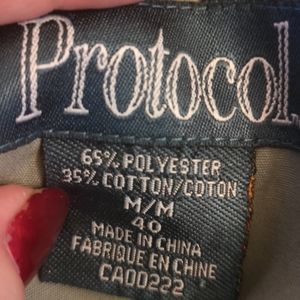 Protocol
65% POLYESTER
35% COTTON/COTON
M/M
40
MADE IN CHINA
FABRIQUE EN CHINE
CA00222